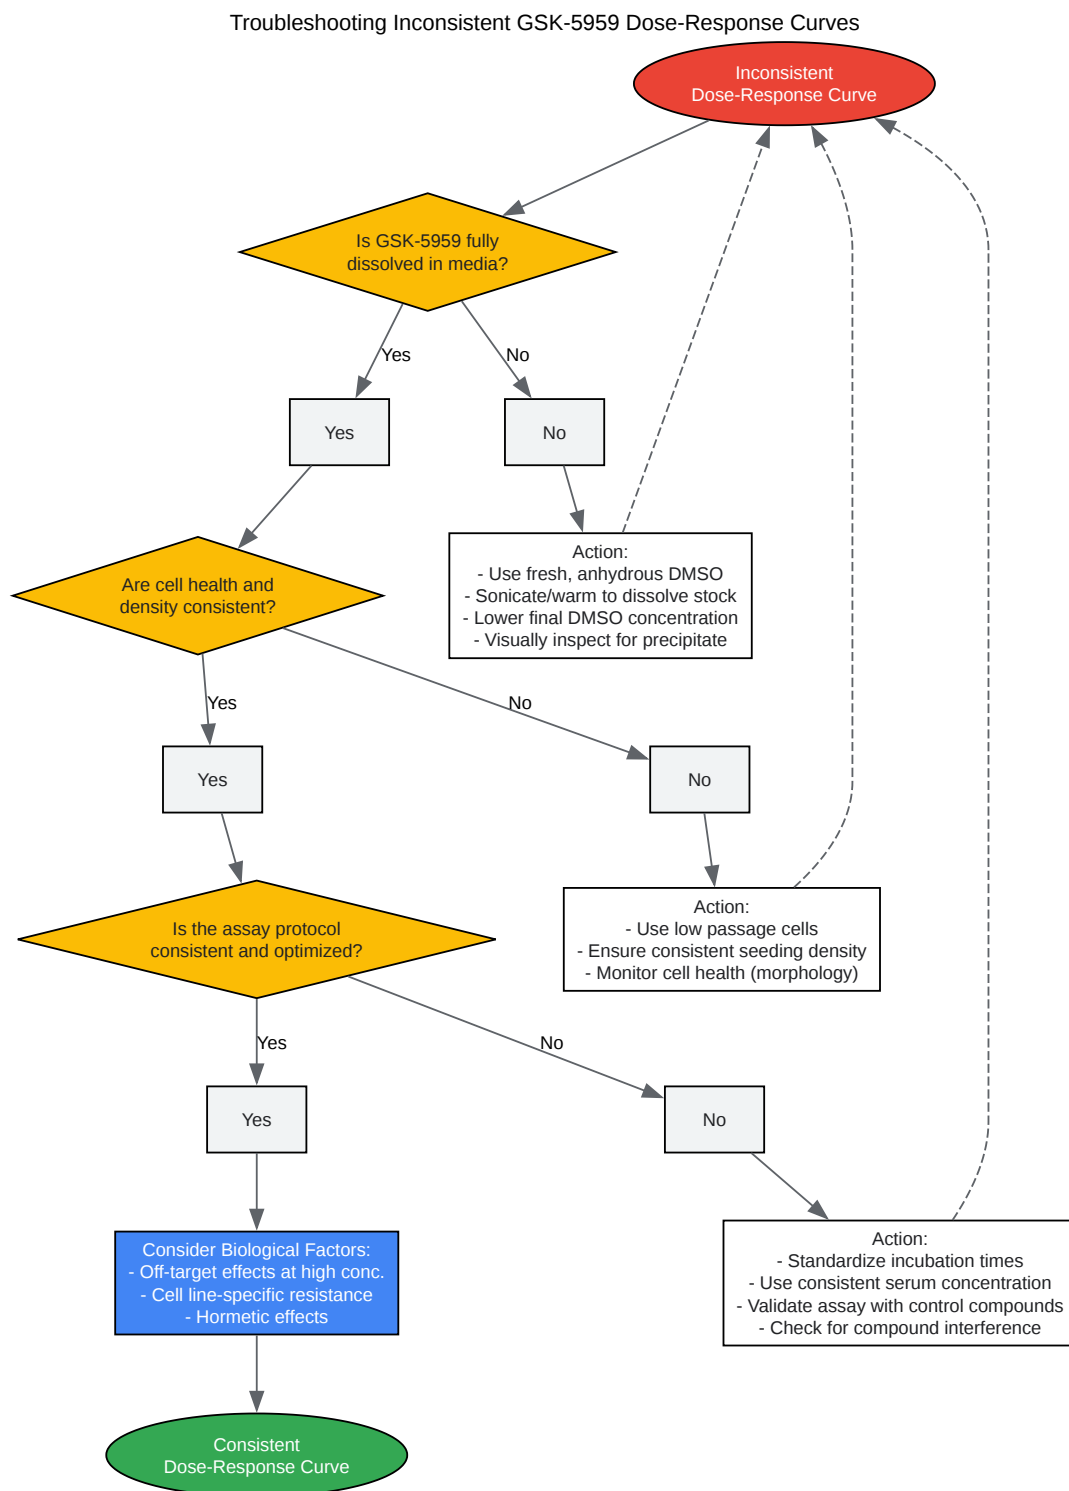 Troubleshooting Inconsistent GSK-5959 Dose-Response Curves
Inconsistent
Dose-Response Curve
Is GSK-5959 fully
dissolved in media?
Yes
No
Yes
No
Action:
- Use fresh, anhydrous DMSO
- Sonicate/warm to dissolve stock
- Lower final DMSO concentration
- Visually inspect for precipitate
Are cell health and
density consistent?
Yes
No
Yes
No
Action:
- Use low passage cells
- Ensure consistent seeding density
- Monitor cell health (morphology)
Is the assay protocol
consistent and optimized?
Yes
No
Yes
No
Action:
- Standardize incubation times
- Use consistent serum concentration
- Validate assay with control compounds
- Check for compound interference
Consider Biological Factors:
- Off-target effects at high conc.
- Cell line-specific resistance
- Hormetic effects
Consistent
Dose-Response Curve